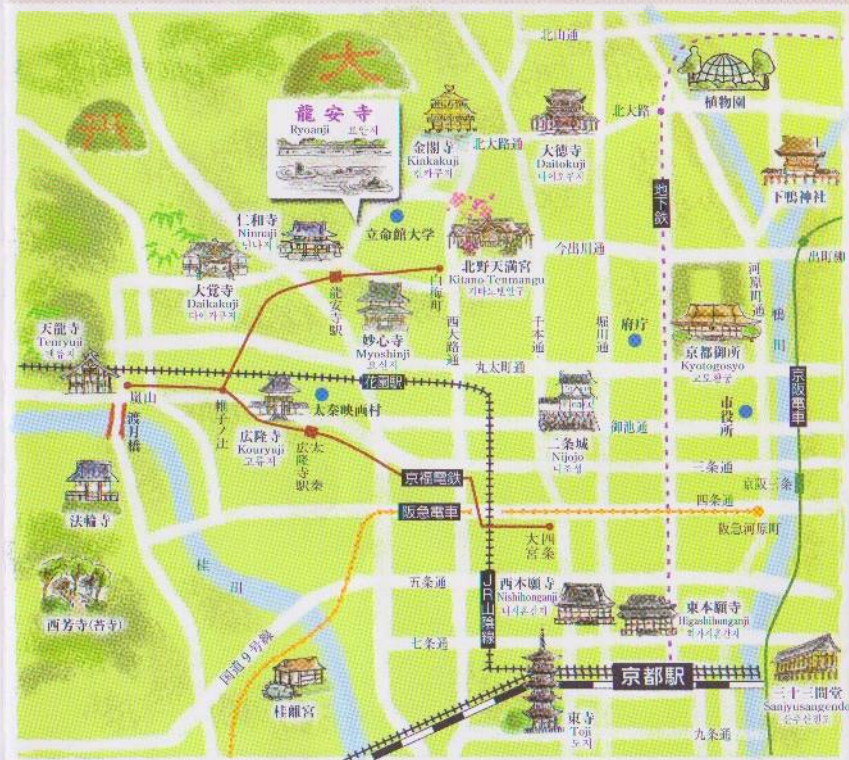 北山通
大
植物園
龍安寺
Ryoanji 료안지
金閣寺
Kinkakuji
北大路通
大徳寺
Daitokuji
다이토쿠지
北大路
地下鉄
下鴨神社
仁和寺
Ninnaji
닌나지
立命館大学
北野天満宮
Kitano-Tenmangu
今出川通
出町柳
大覚寺
Daikakuji
다이카쿠지
龍安寺駅
白梅町
妙心寺
Myoshinji
묘신지
西大路通
千本通
堀川通
府庁
河原町通
鴨川
京都御所
Kyotogosyo
天龍寺
Tenryuji
丸太町通
花園駅
京阪電車
嵐山
渡月橋
帷子ノ辻
広隆寺
Kouryuji
고류지
太秦映画村
太秦
広隆寺駅
二条城
Nijojo
니조성
御池通
市役所
三条通
京福電鉄
京阪三条
四条通
法輪寺
阪急電車
阪急河原町
四条
大宮
桂川
五条通
JR山陰線
西本願寺
Nishihonganji
니시혼간지
東本願寺
Higashihonganji
히가시혼간지
西芳寺(苔寺)
七条通
国道9号線
京都駅
桂離宮
東寺
Toji
도지
三十三間堂
Sanjyusangendo
산주산겐도
九条通